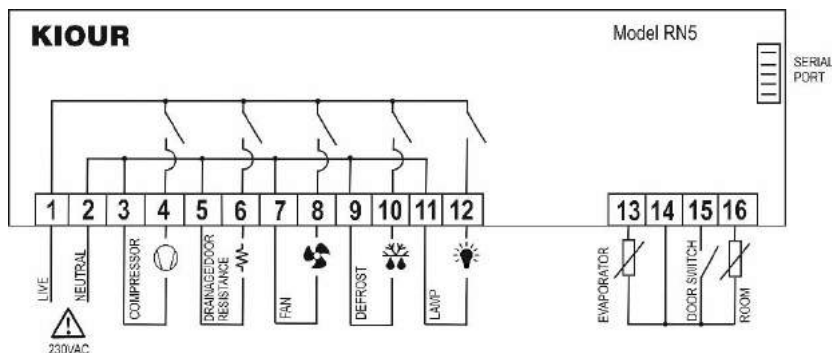 KIOUR
Model RN5
SERIAL
PORT
1 2 3 4 5 6 7 8 9 10 11 12 13 14 15 16
LIVE
NEUTRAL
COMPRESSOR
DRAINAGE/DOOR
RESISTANCE
FAN
DEFROST
LAMP
EVAPORATOR
DOOR SWITCH
ROOM
230VAC